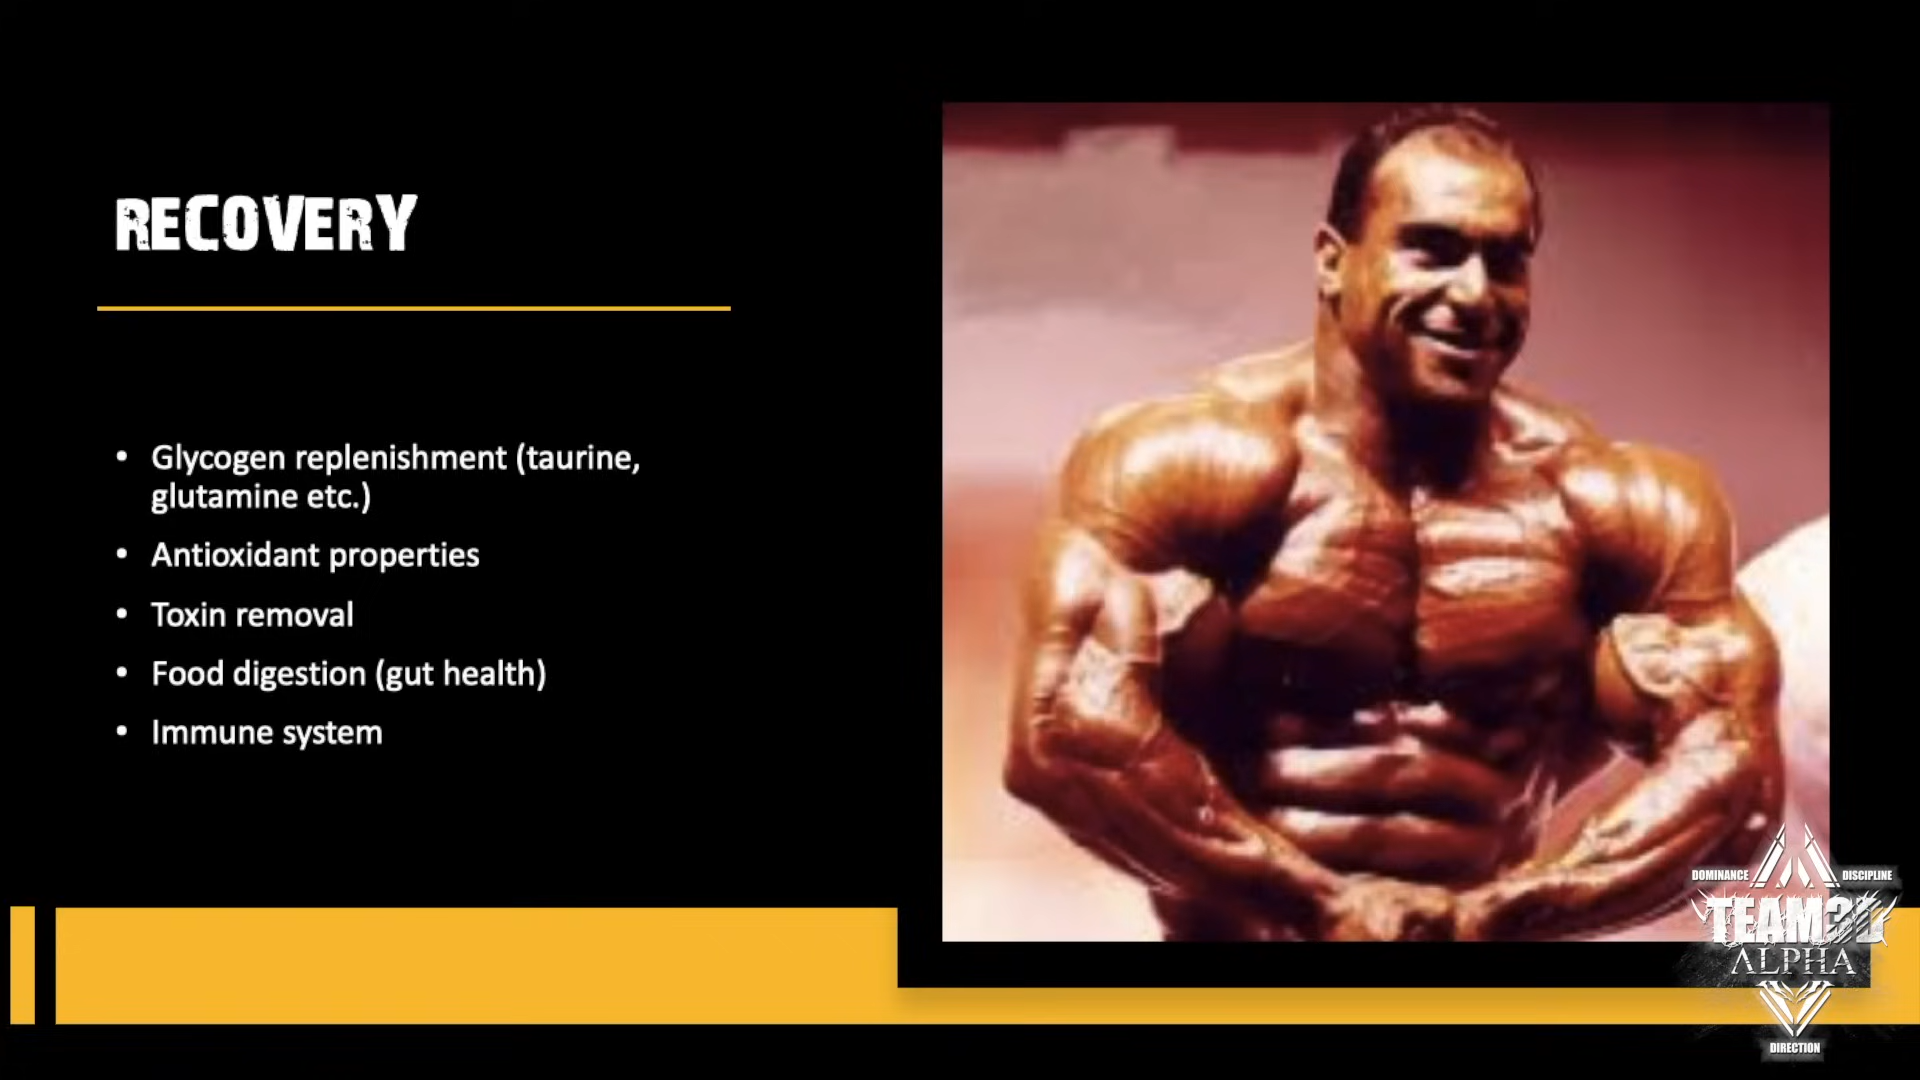 RECOVERY
• Glycogen replenishment (taurine,
glutamine etc.)
• Antioxidant properties
• Toxin removal
• Food digestion (gut health)
• Immune system
DOMINANCE DISCIPLINE
TEAM3D
ALPHA
DIRECTION